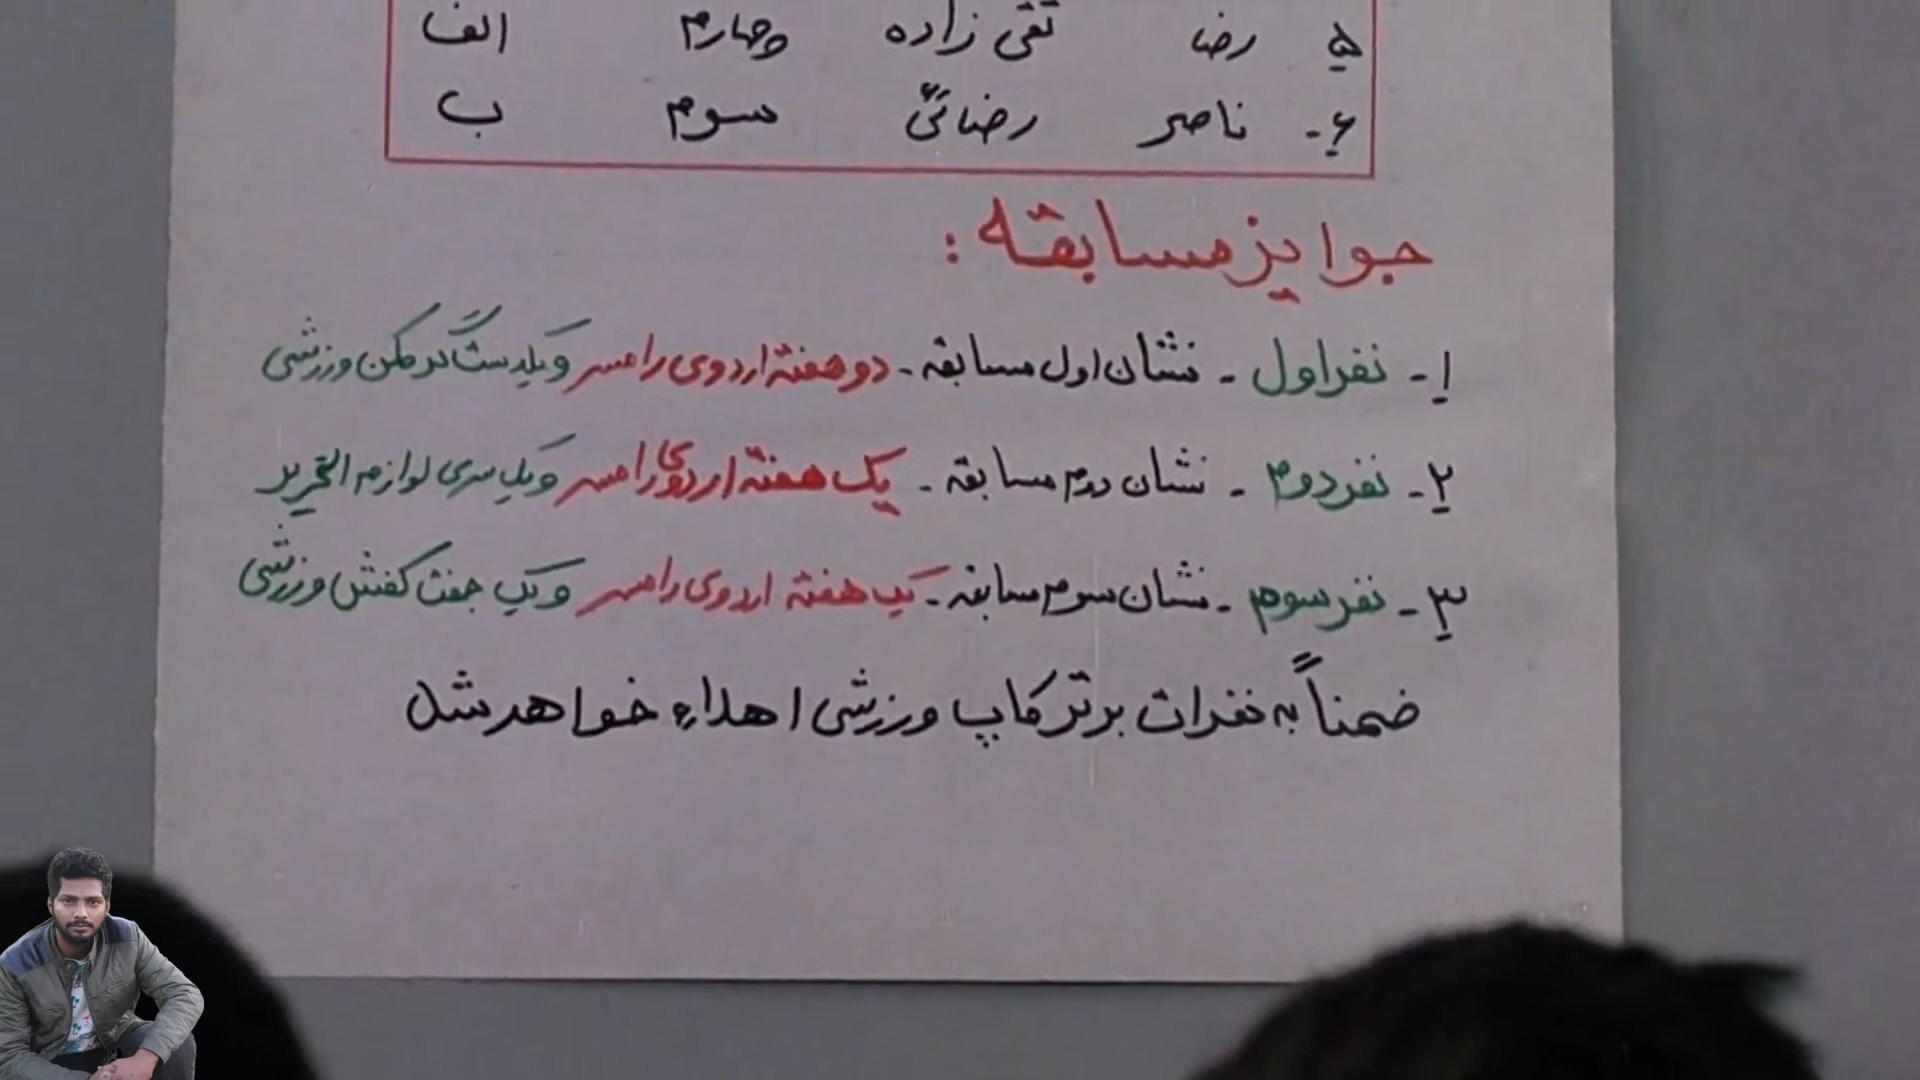 ۵ رضا تقی زاده چهارم الف
۶- ناصر رضائی سوم ب
جوایز مسابقه :
۱- نفر اول - نشان اول مسابقه - دو هفته اردوی رامسر و یکدست گرمکن ورزشی
۲- نفر دوم - نشان دوم مسابقه - یک هفته اردوی رامسر و یک سری لوازم التحریر
۳- نفر سوم - نشان سوم مسابقه - یک هفته اردوی رامسر و یک جفت کفش ورزشی
ضمناً به نفرات برتر کاپ ورزشی اهداء خواهد شد